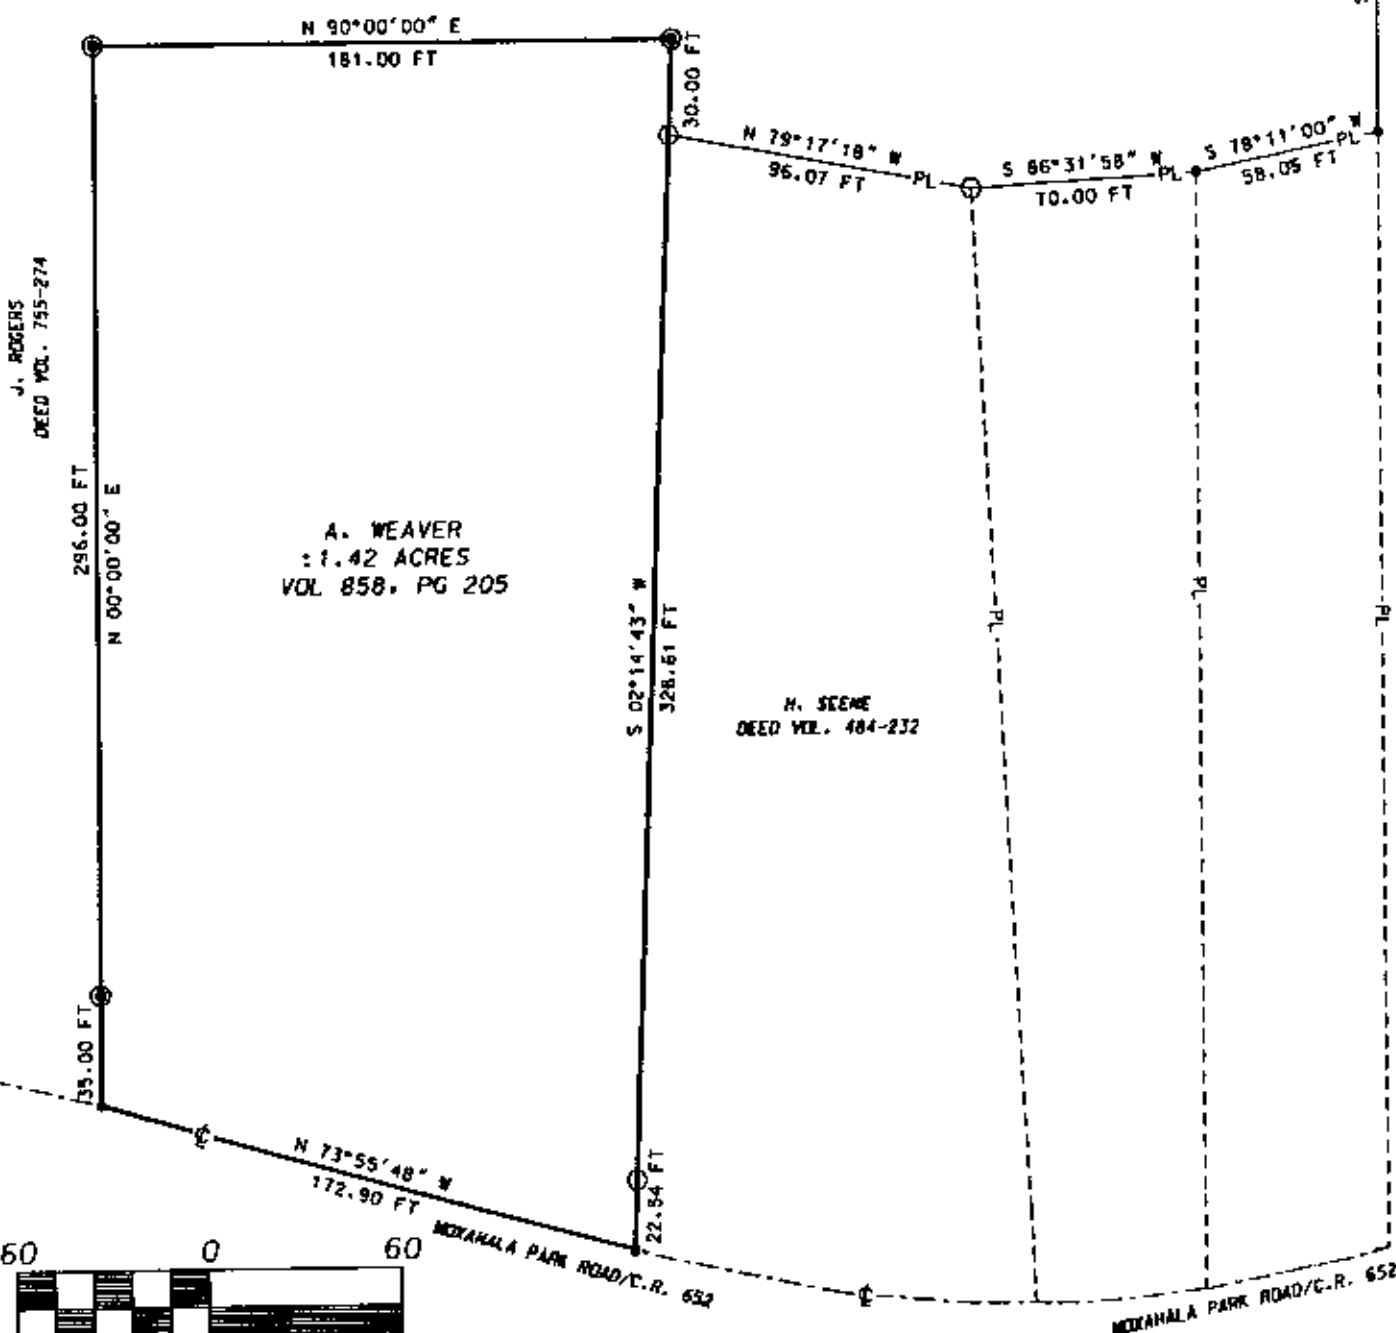 N 90°00'00" E
181.00 FT
30.00 FT
N 79°17'18" W
96.07 FT
PL
S 86°31'58" W
70.00 FT
PL
S 78°11'00" W
58.05 FT
PL
J. ROGERS
DEED VOL. 755-274
296.00 FT
N 00°00'00" E
A. WEAVER
±1.42 ACRES
VOL 858, PG 205
S 02°14'43" W
328.61 FT
PL
PL
PL
DEED VOL. 484-232
35.00 FT
N 73°55'48" W
172.90 FT
22.54 FT
MOXAHALA PARK ROAD/C.R. 652
MOXAHALA PARK ROAD/C.R. 652
60 0 60